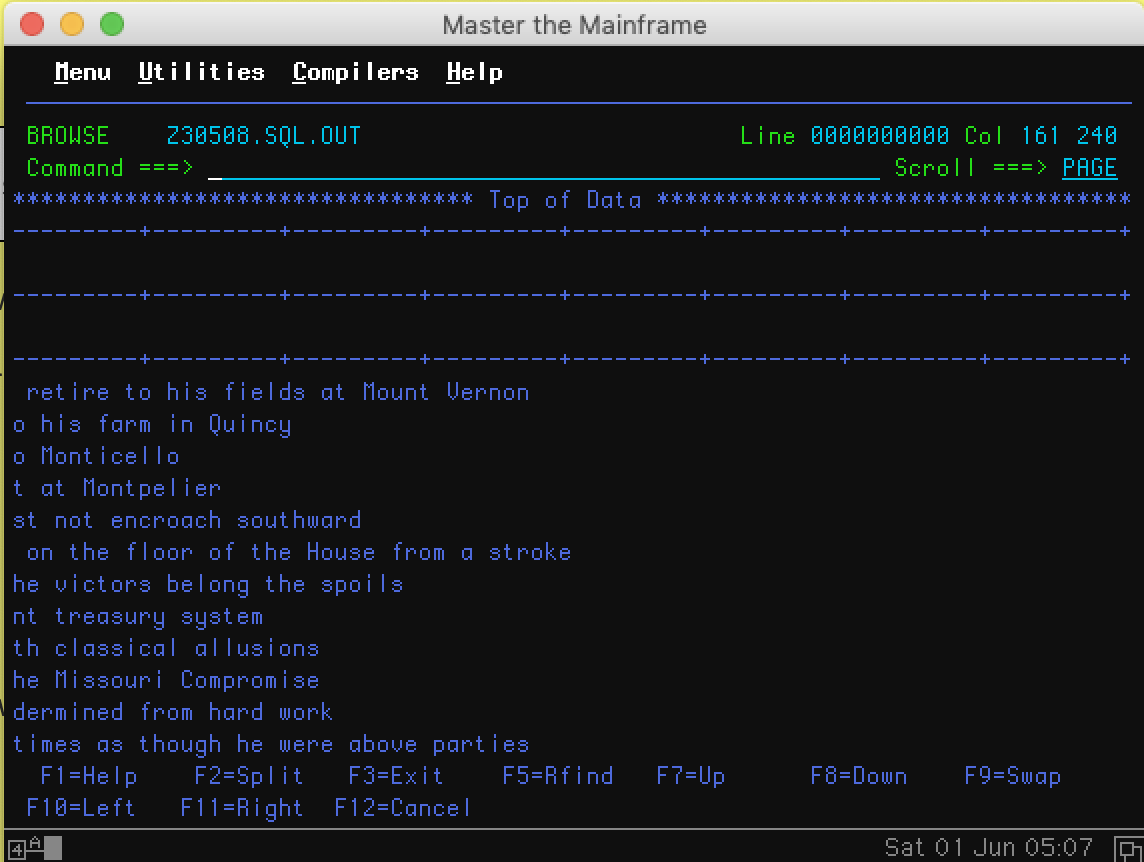 Master the Mainframe
Menu Utilities Compilers Help
BROWSE Z30508.SQL.OUT Line 0000000000 Col 161 240
Command ===> Scroll ===> PAGE
********************************* Top of Data **********************************
---------+---------+---------+---------+---------+---------+---------+---------+
---------+---------+---------+---------+---------+---------+---------+---------+
---------+---------+---------+---------+---------+---------+---------+---------+
retire to his fields at Mount Vernon
o his farm in Quincy
o Monticello
t at Montpelier
st not encroach southward
on the floor of the House from a stroke
he victors belong the spoils
nt treasury system
th classical allusions
he Missouri Compromise
dermined from hard work
times as though he were above parties
F1=Help F2=Split F3=Exit F5=Rfind F7=Up F8=Down F9=Swap
F10=Left F11=Right F12=Cancel
4 A Sat 01 Jun 05:07